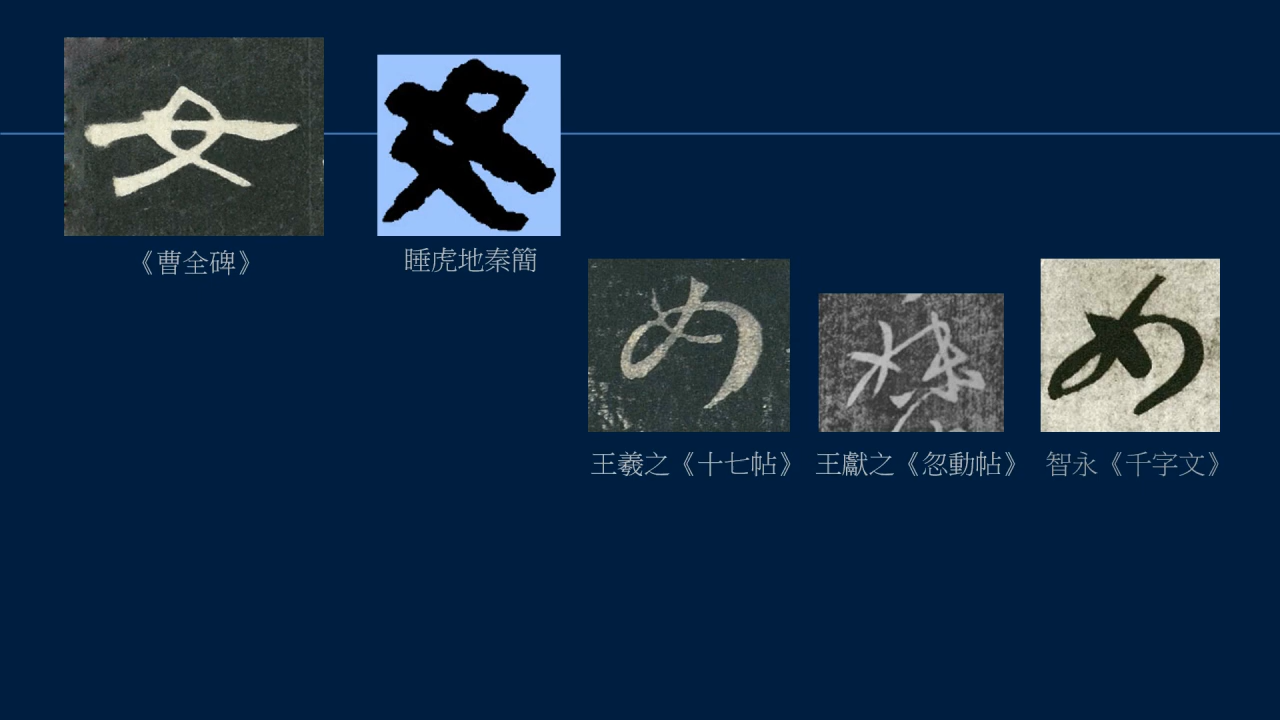 女
《曹全碑》
睡虎地秦簡
王羲之《十七帖》
王獻之《忽動帖》
智永《千字文》